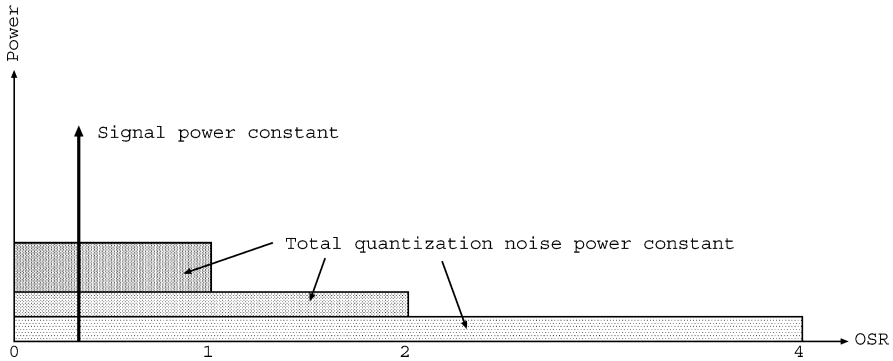 Power
Signal power constant
Total quantization noise power constant
0 1 2 4 OSR